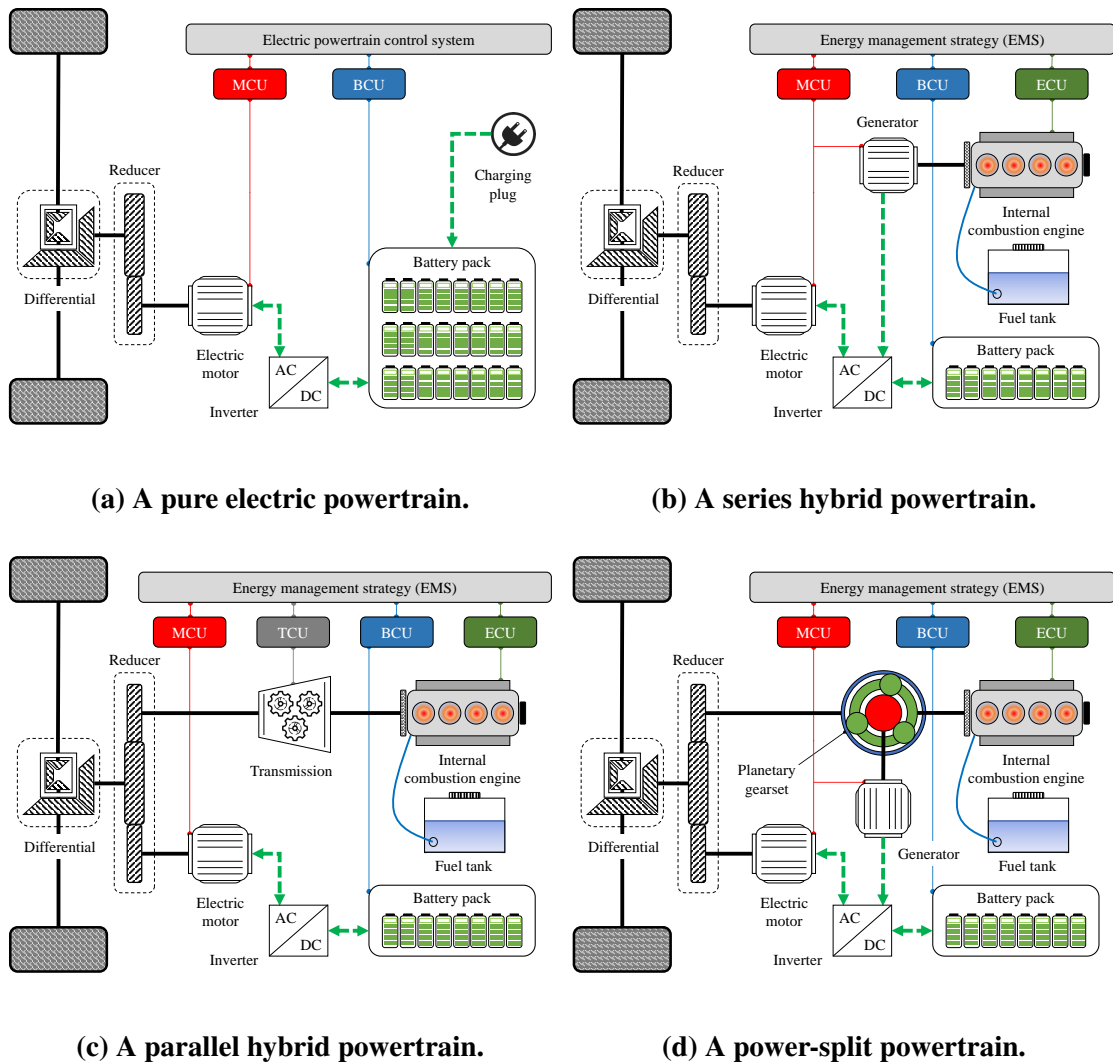 Electric powertrain control system
MCU
BCU
Reducer
Charging
plug
Battery pack
Differential
Electric
motor
AC
DC
Inverter
(a) A pure electric powertrain.
Energy management strategy (EMS)
MCU
BCU
ECU
Generator
Reducer
Internal
combustion engine
Differential
Fuel tank
Electric
motor
Battery pack
AC
DC
Inverter
(b) A series hybrid powertrain.
Energy management strategy (EMS)
MCU
TCU
BCU
ECU
Reducer
Transmission
Internal
combustion engine
Differential
Fuel tank
Electric
motor
Battery pack
AC
DC
Inverter
(c) A parallel hybrid powertrain.
Energy management strategy (EMS)
MCU
BCU
ECU
Reducer
Planetary
gearset
Internal
combustion engine
Differential
Generator
Fuel tank
Electric
motor
Battery pack
AC
DC
Inverter
(d) A power-split powertrain.